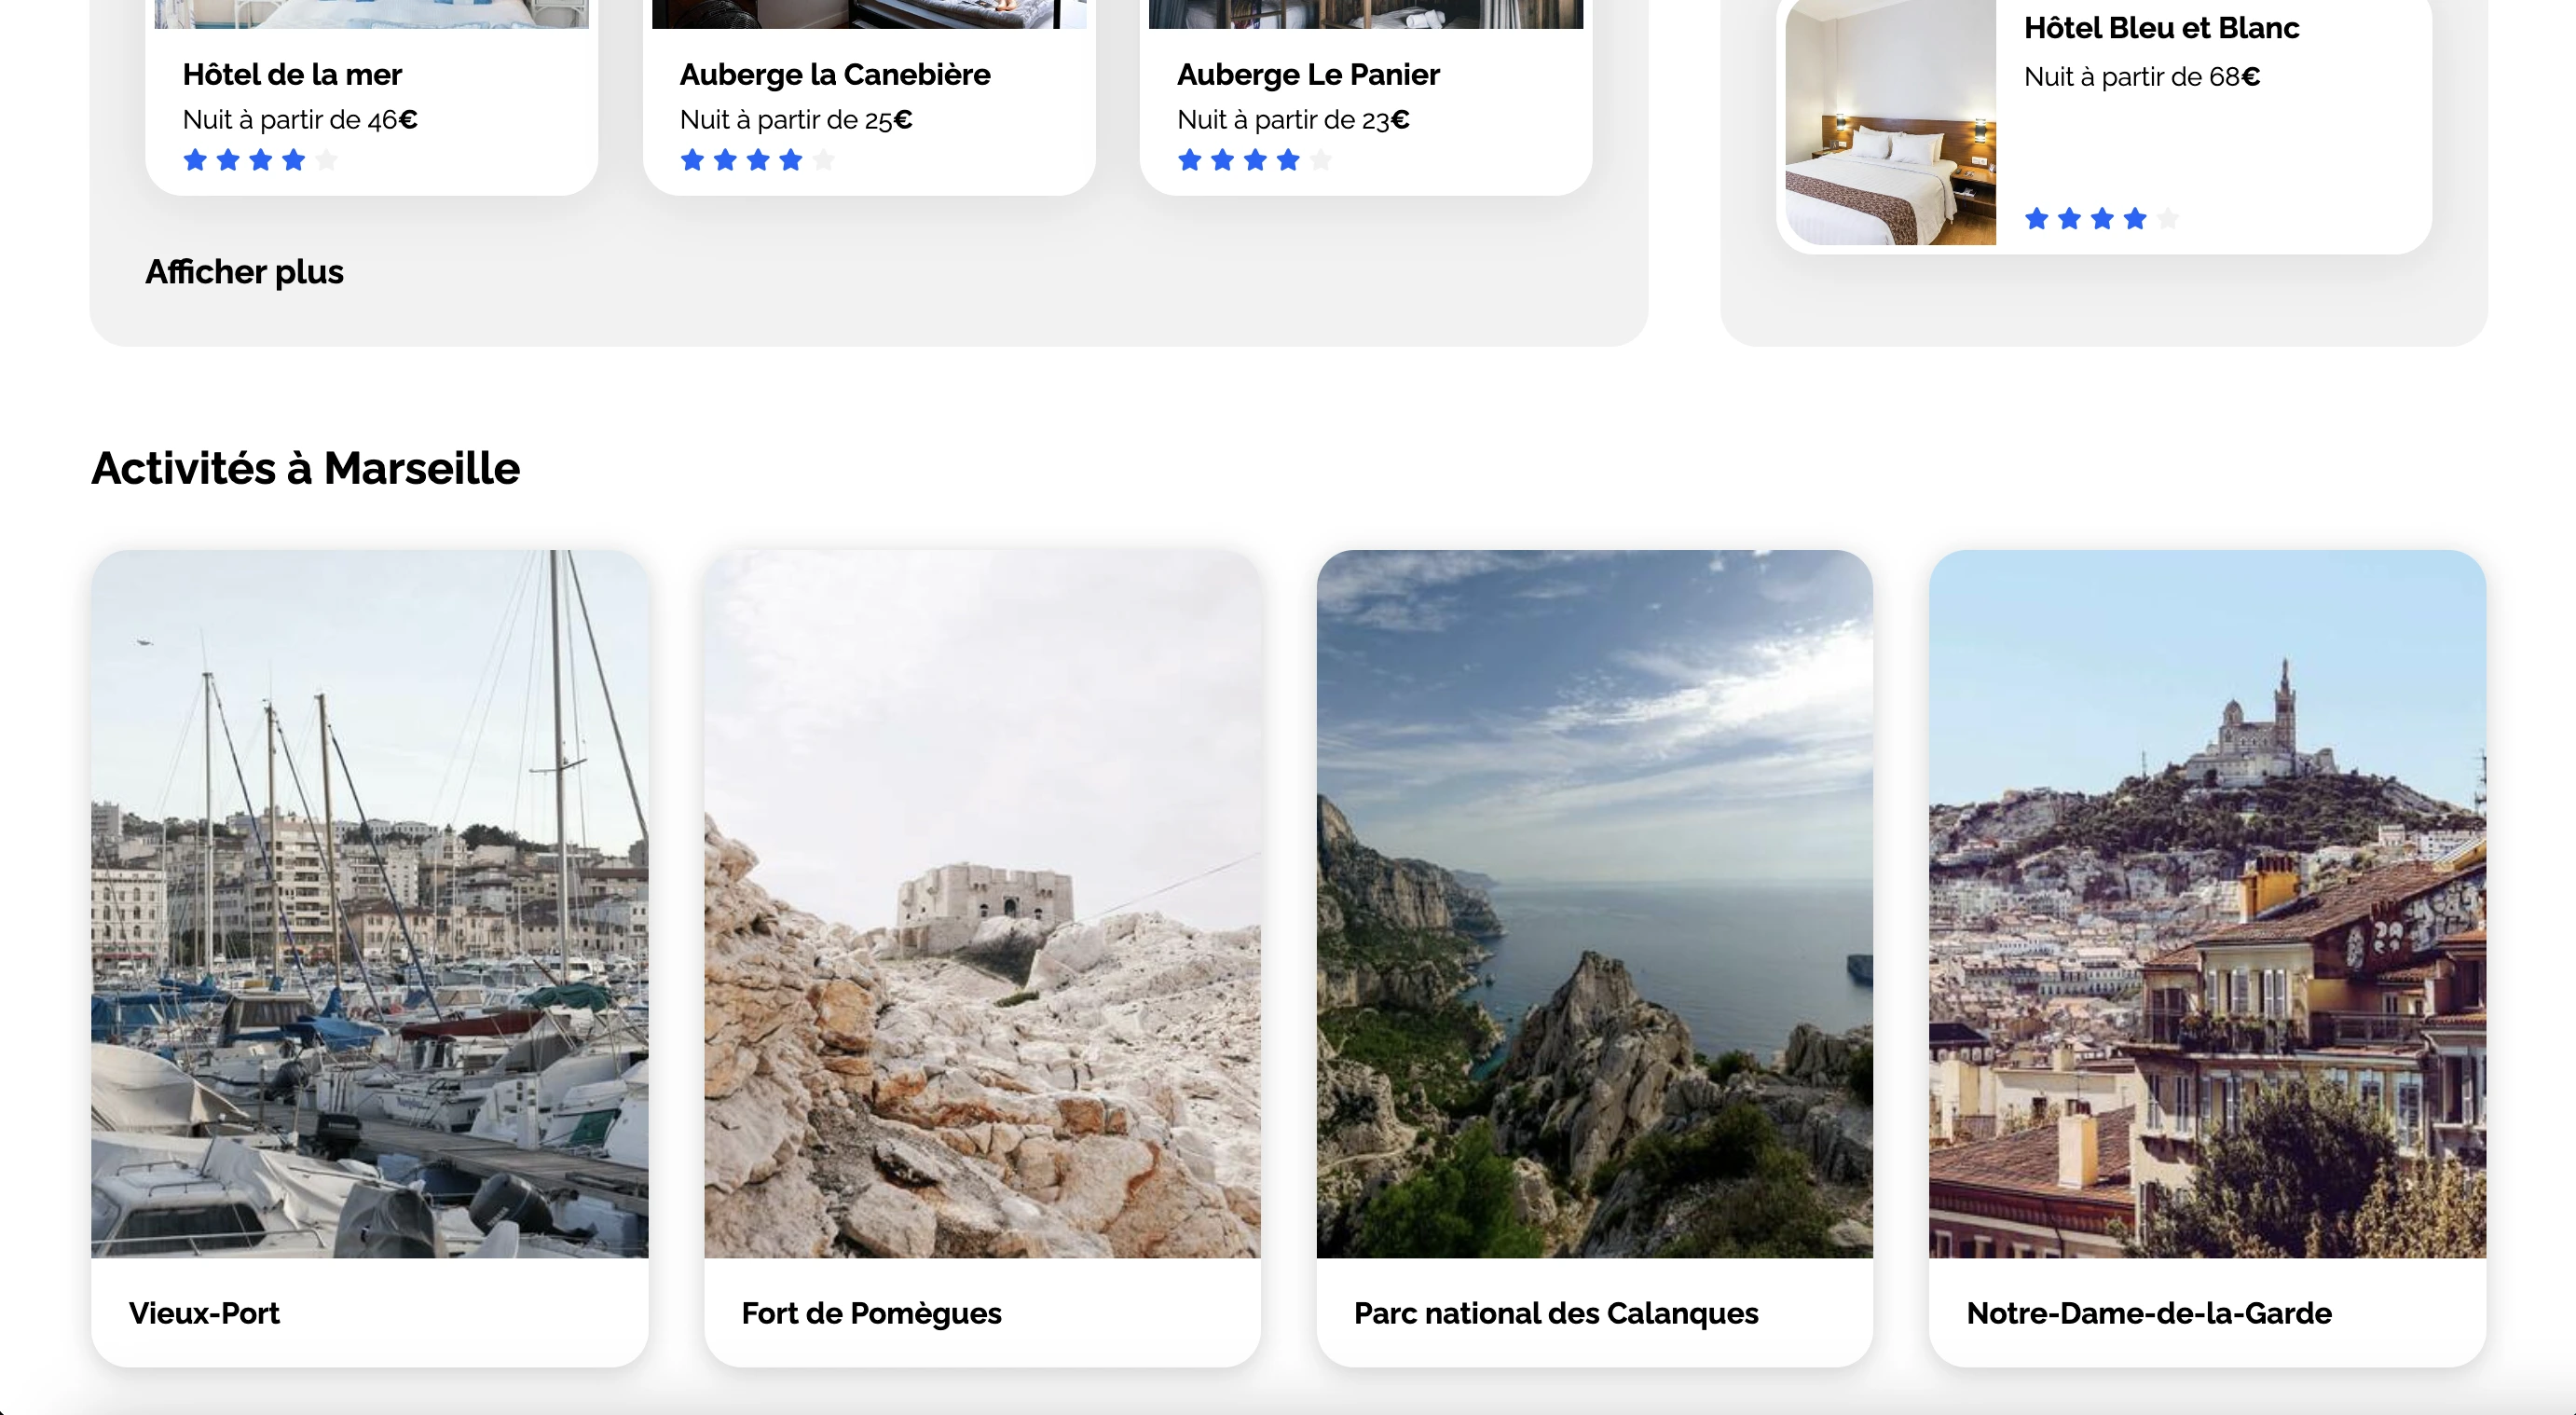 Hôtel de la mer
Nuit à partir de 46€
Auberge la Canebière
Nuit à partir de 25€
Auberge Le Panier
Nuit à partir de 23€
Afficher plus
Hôtel Bleu et Blanc
Nuit à partir de 68€
Activités à Marseille
Vieux-Port
Fort de Pomègues
Parc national des Calanques
Notre-Dame-de-la-Garde